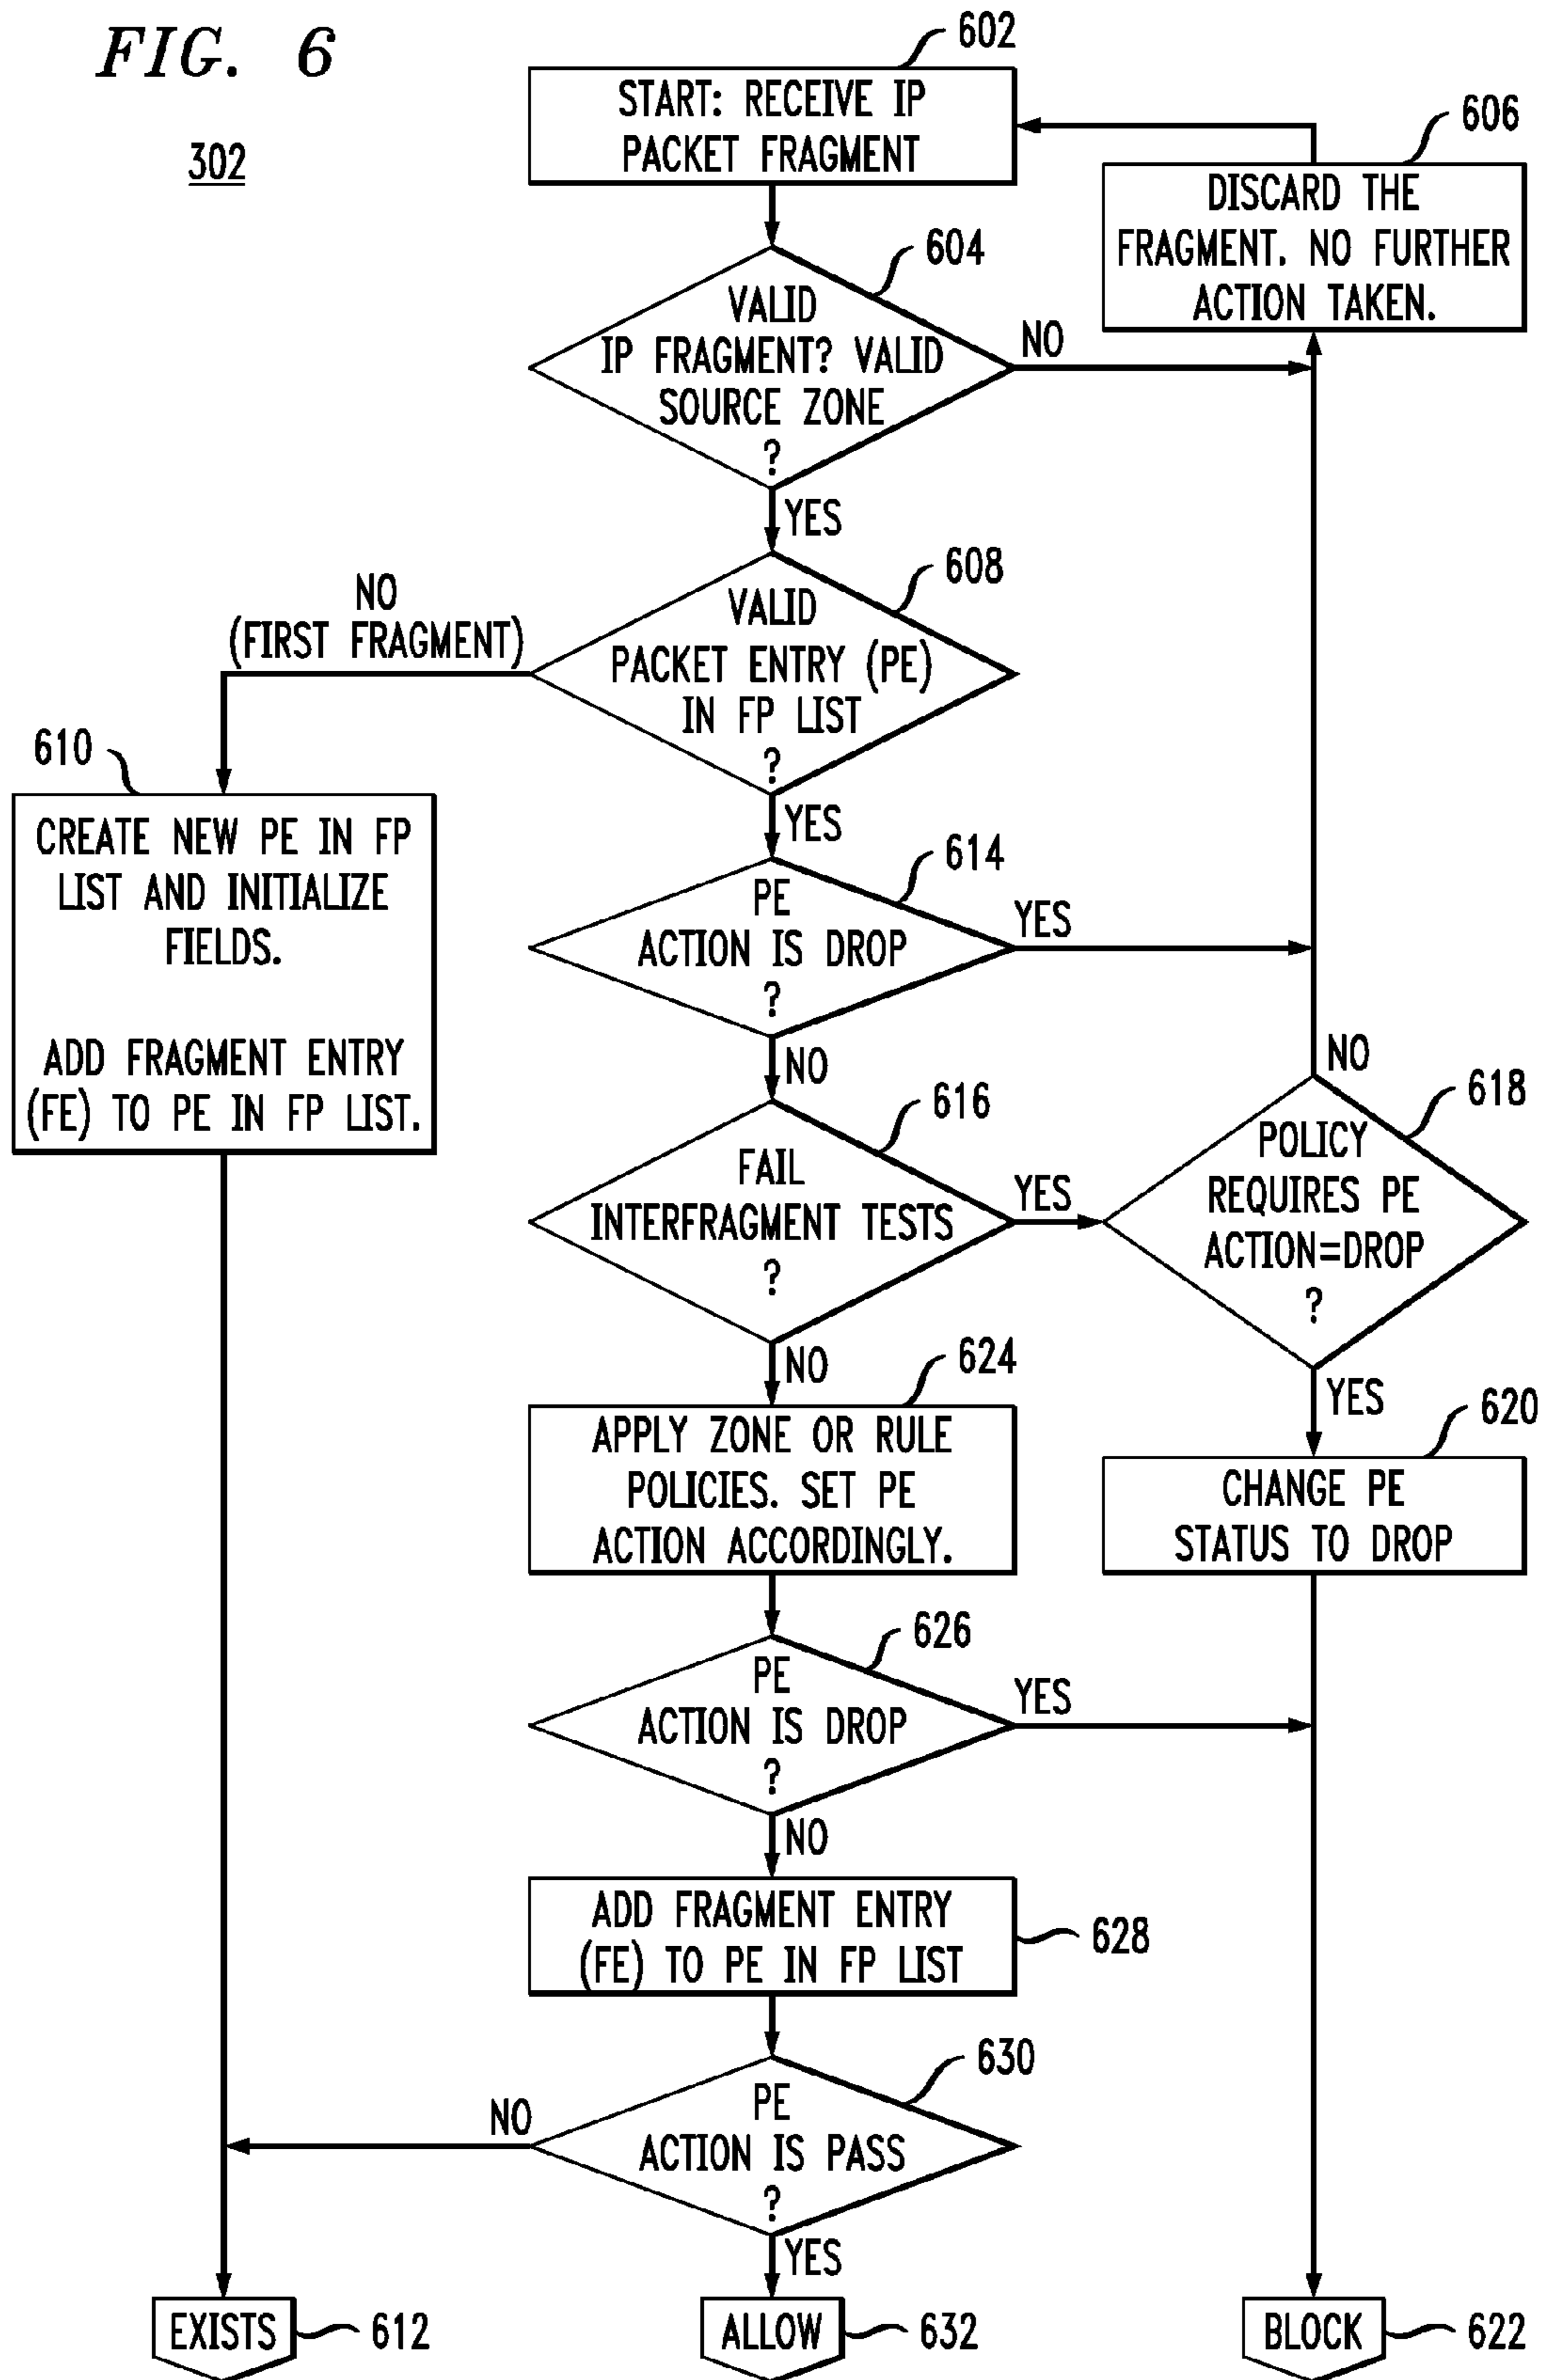 FIG. 6
302
602
START: RECEIVE IP
PACKET FRAGMENT
606
DISCARD THE
FRAGMENT. NO FURTHER
ACTION TAKEN.
604
VALID
IP FRAGMENT? VALID
SOURCE ZONE
?
NO
YES
608
VALID
PACKET ENTRY (PE)
IN FP LIST
?
NO
(FIRST FRAGMENT)
YES
610
CREATE NEW PE IN FP
LIST AND INITIALIZE
FIELDS.
ADD FRAGMENT ENTRY
(FE) TO PE IN FP LIST.
614
PE
ACTION IS DROP
?
YES
NO
616
FAIL
INTERFRAGMENT TESTS
?
YES
NO
NO
618
POLICY
REQUIRES PE
ACTION=DROP
?
YES
624
APPLY ZONE OR RULE
POLICIES. SET PE
ACTION ACCORDINGLY.
620
CHANGE PE
STATUS TO DROP
626
PE
ACTION IS DROP
?
YES
NO
ADD FRAGMENT ENTRY
(FE) TO PE IN FP LIST
628
630
PE
ACTION IS PASS
?
NO
YES
EXISTS
612
ALLOW
632
BLOCK
622